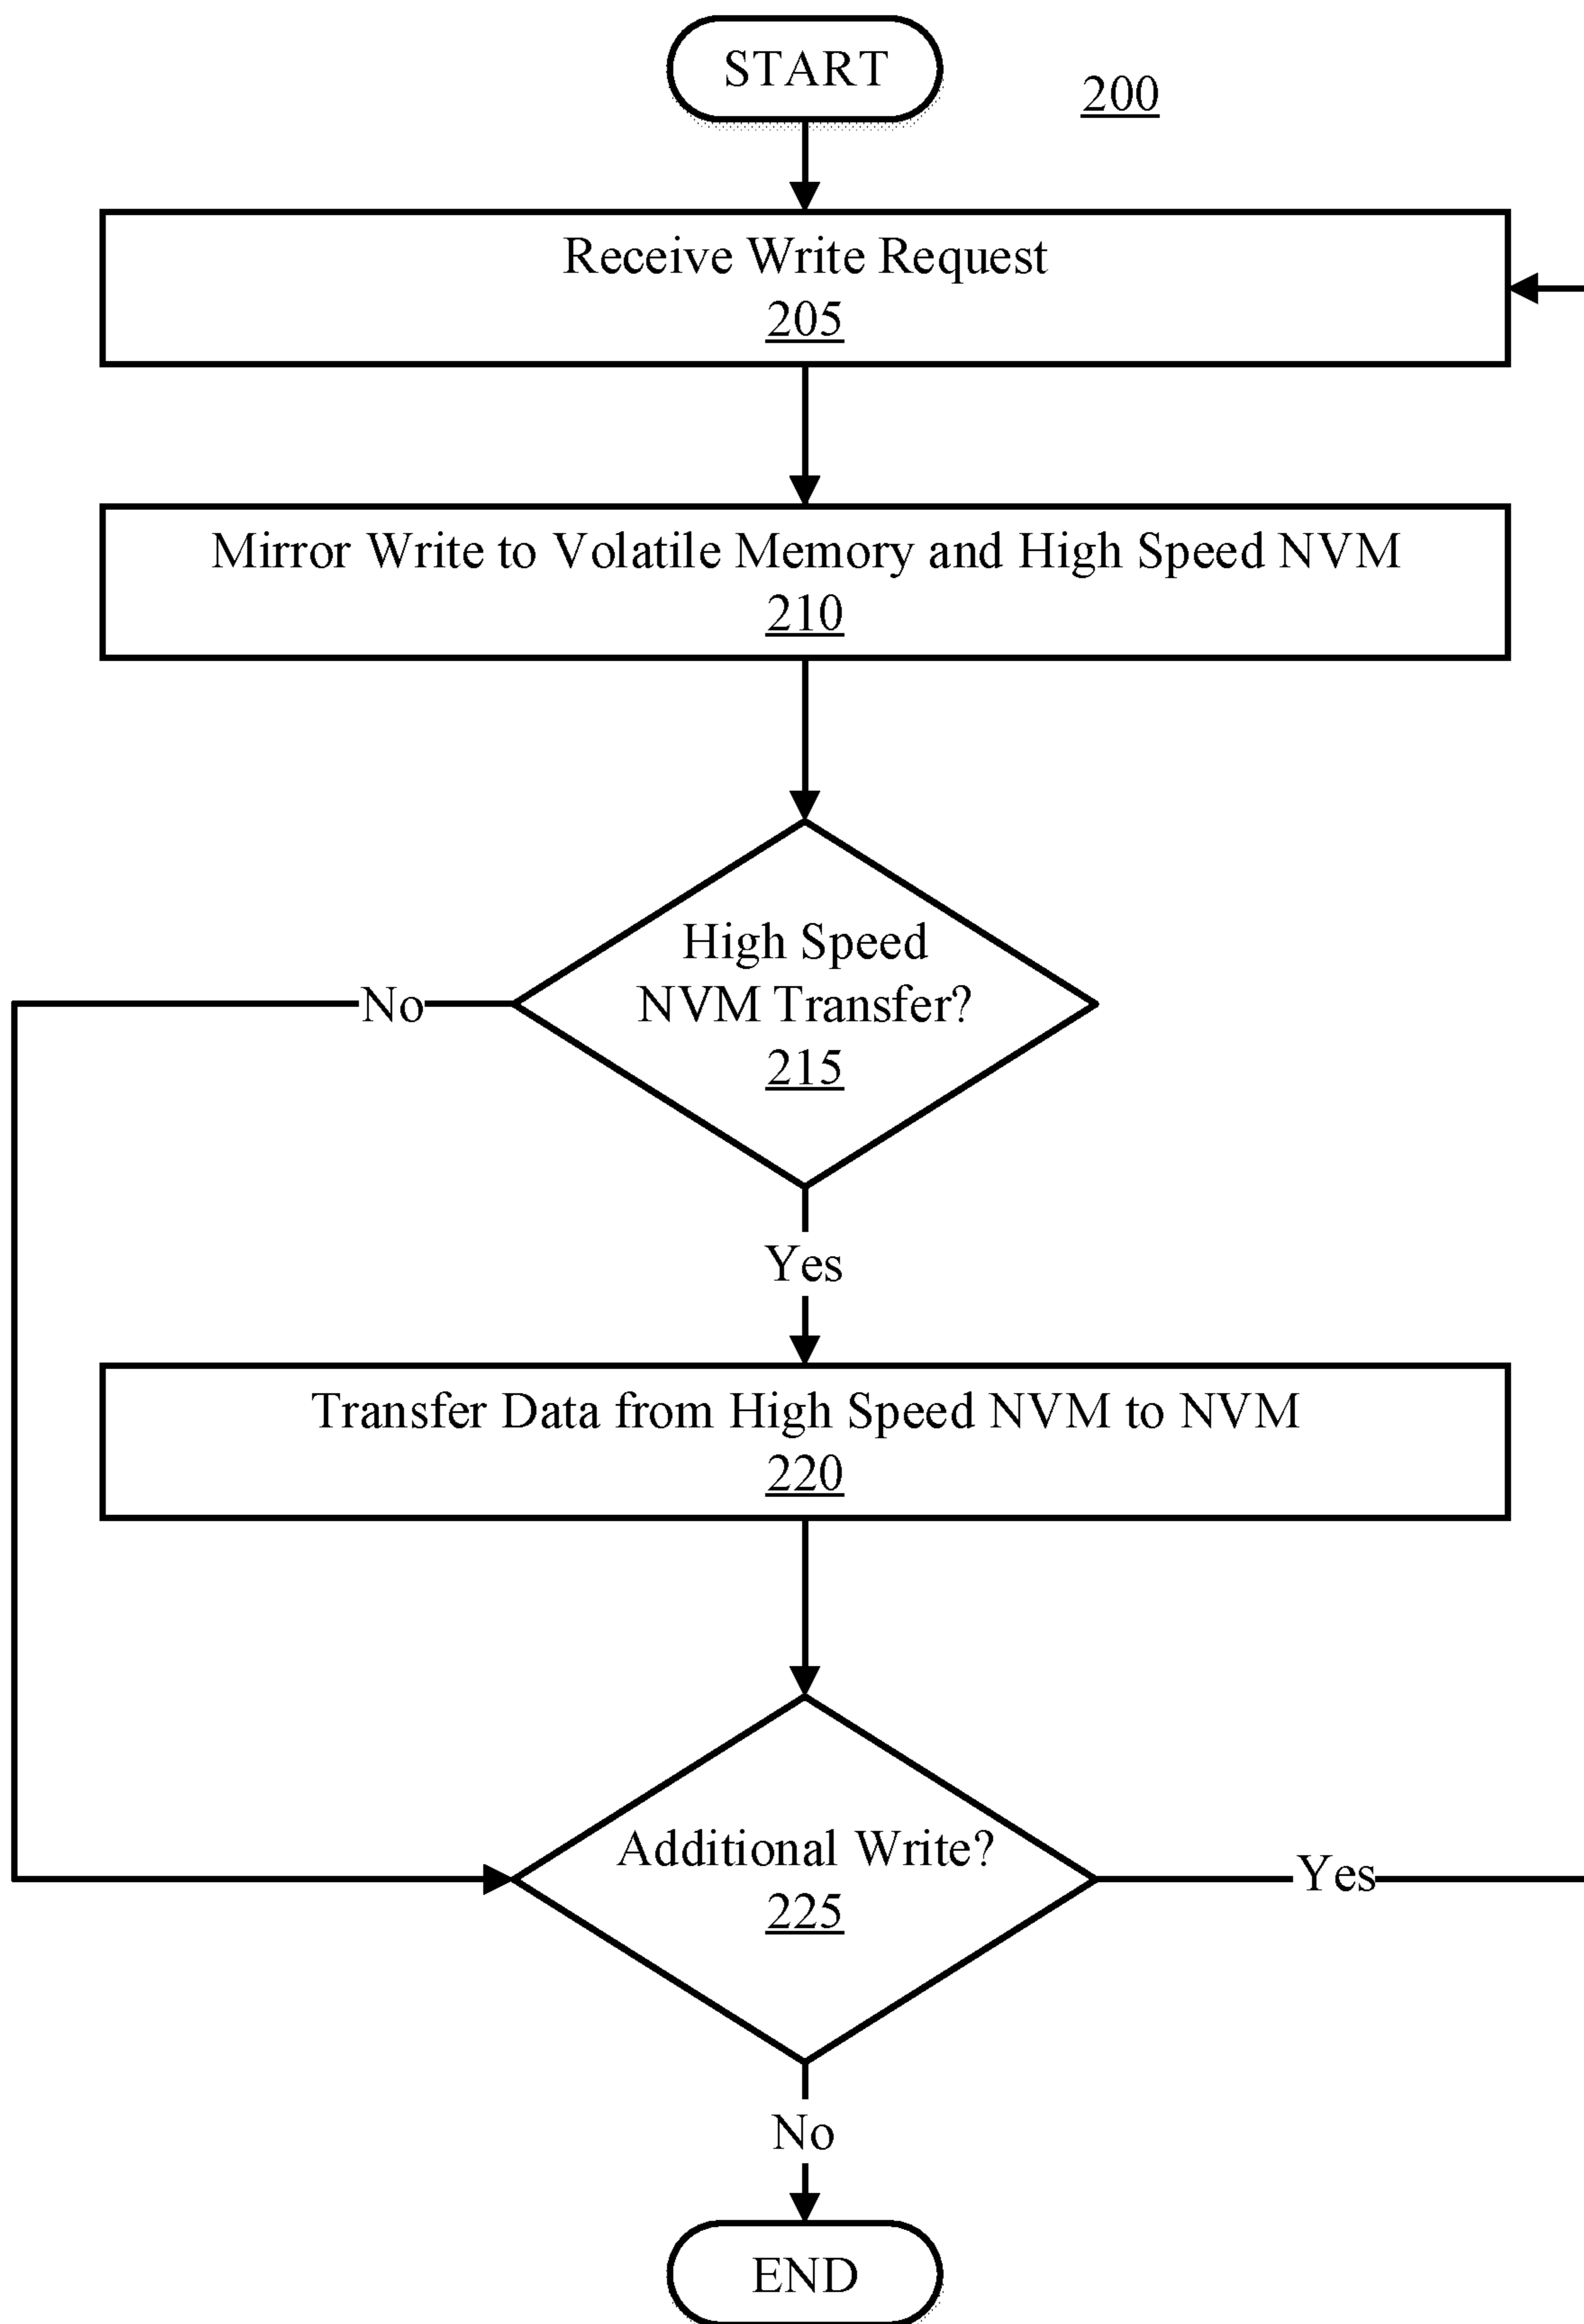 START
200
Receive Write Request
205
Mirror Write to Volatile Memory and High Speed NVM
210
High Speed
NVM Transfer?
215
No
Yes
Transfer Data from High Speed NVM to NVM
220
Additional Write?
225
Yes
No
END